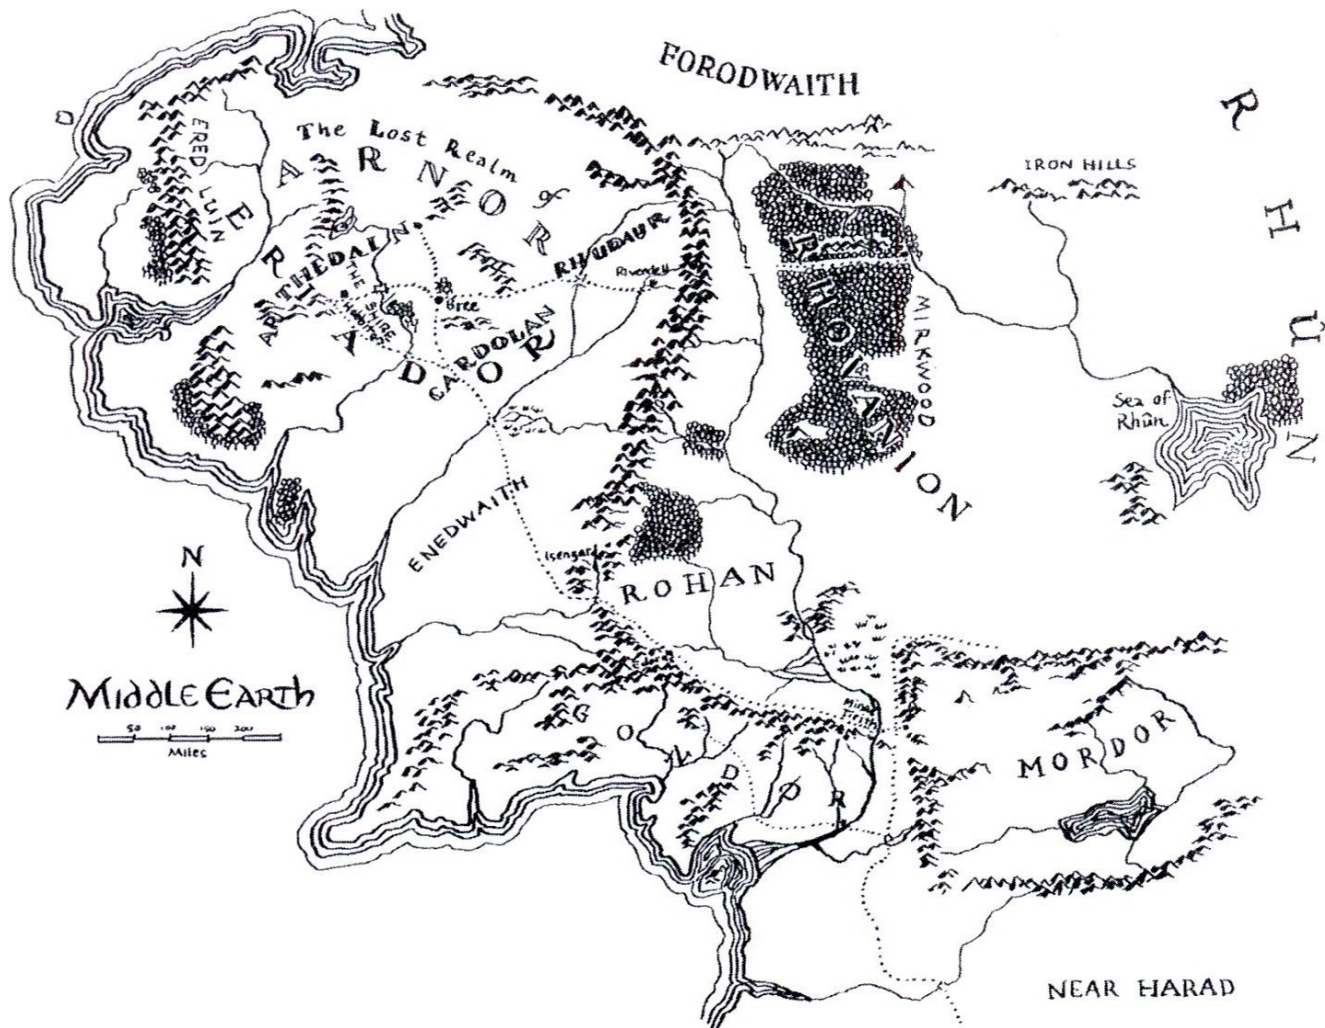 FORODWAITH
RHÛN
IRON HILLS
The Lost Realm of
ARNOR
ERED LUIN
ERIADOR
ARTHEDAIN
RHUDAUR
Rivendell
THE SHIRE
Bree
CARDOLAN
RHOVANION
MIRKWOOD
Sea of
Rhûn
ENEDWAITH
Isengard
ROHAN
N
MIDDLE EARTH
50 100 150 200
Miles
Minas
Tirith
GONDOR
MORDOR
NEAR HARAD